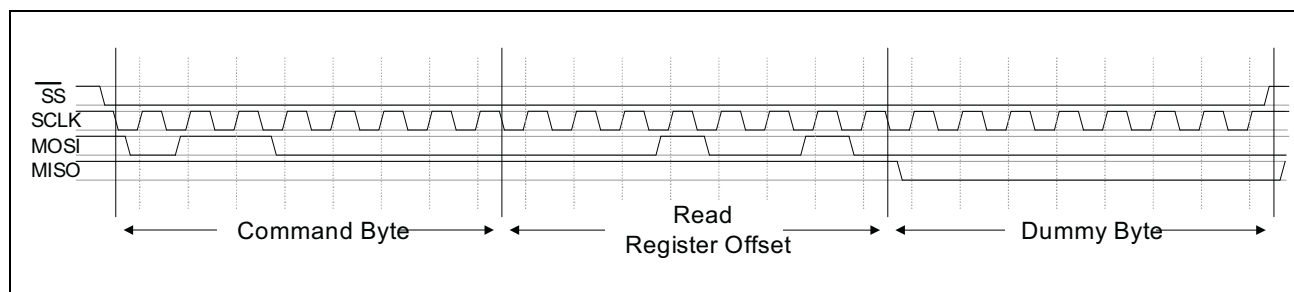 SS
SCLK
MOSI
MISO
Command Byte
Read
Register Offset
Dummy Byte